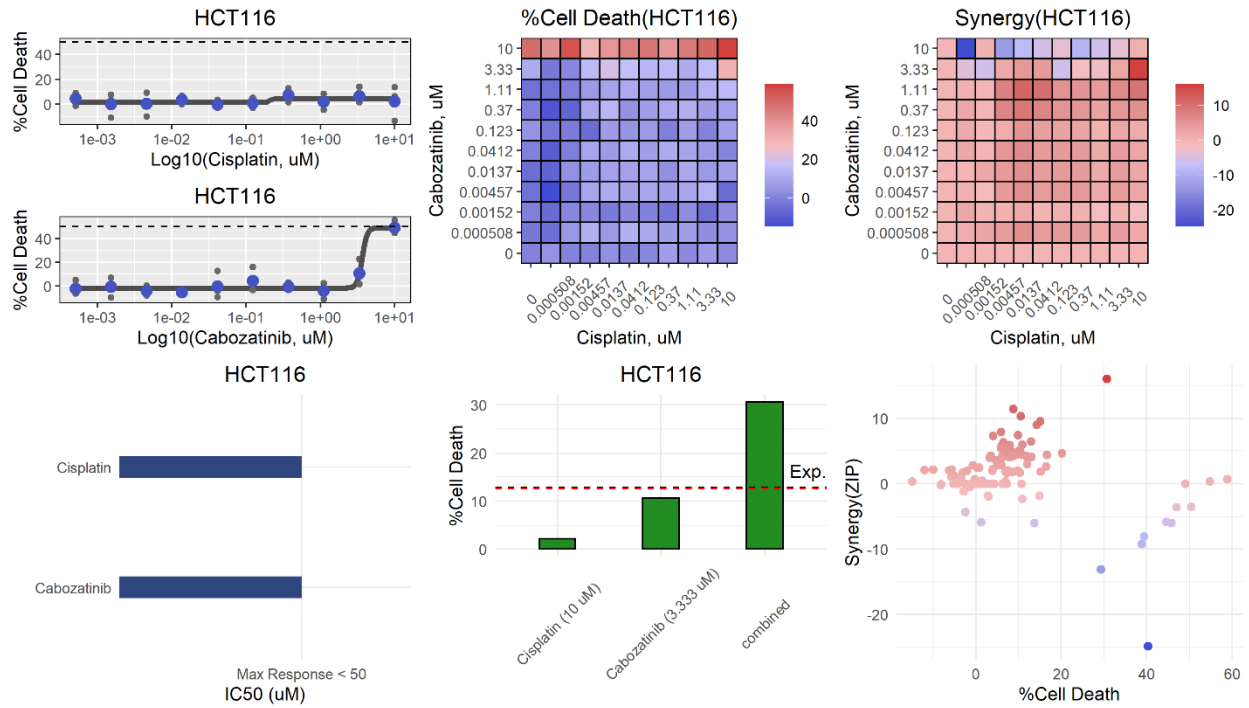 HCT116
%Cell Death
40
20
0
1e-03
1e-02
1e-01
1e+00
1e+01
Log10(Cisplatin, uM)
HCT116
%Cell Death
40
20
0
1e-03
1e-02
1e-01
1e+00
1e+01
Log10(Cabozatinib, uM)
%Cell Death(HCT116)
Cabozatinib, uM
10
3.33
1.11
0.37
0.123
0.0412
0.0137
0.00457
0.00152
0.000508
0
0
0.000508
0.00152
0.00457
0.0137
0.0412
0.123
0.37
1.11
3.33
10
Cisplatin, uM
40
20
0
Synergy(HCT116)
Cabozatinib, uM
10
3.33
1.11
0.37
0.123
0.0412
0.0137
0.00457
0.00152
0.000508
0
0
0.000508
0.00152
0.00457
0.0137
0.0412
0.123
0.37
1.11
3.33
10
Cisplatin, uM
10
0
-10
-20
HCT116
Cisplatin
Cabozatinib
Max Response < 50
IC50 (uM)
HCT116
%Cell Death
30
20
10
0
Exp.
Cisplatin (10 uM)
Cabozatinib (3.333 uM)
combined
Synergy(ZIP)
10
0
-10
-20
0
20
40
60
%Cell Death